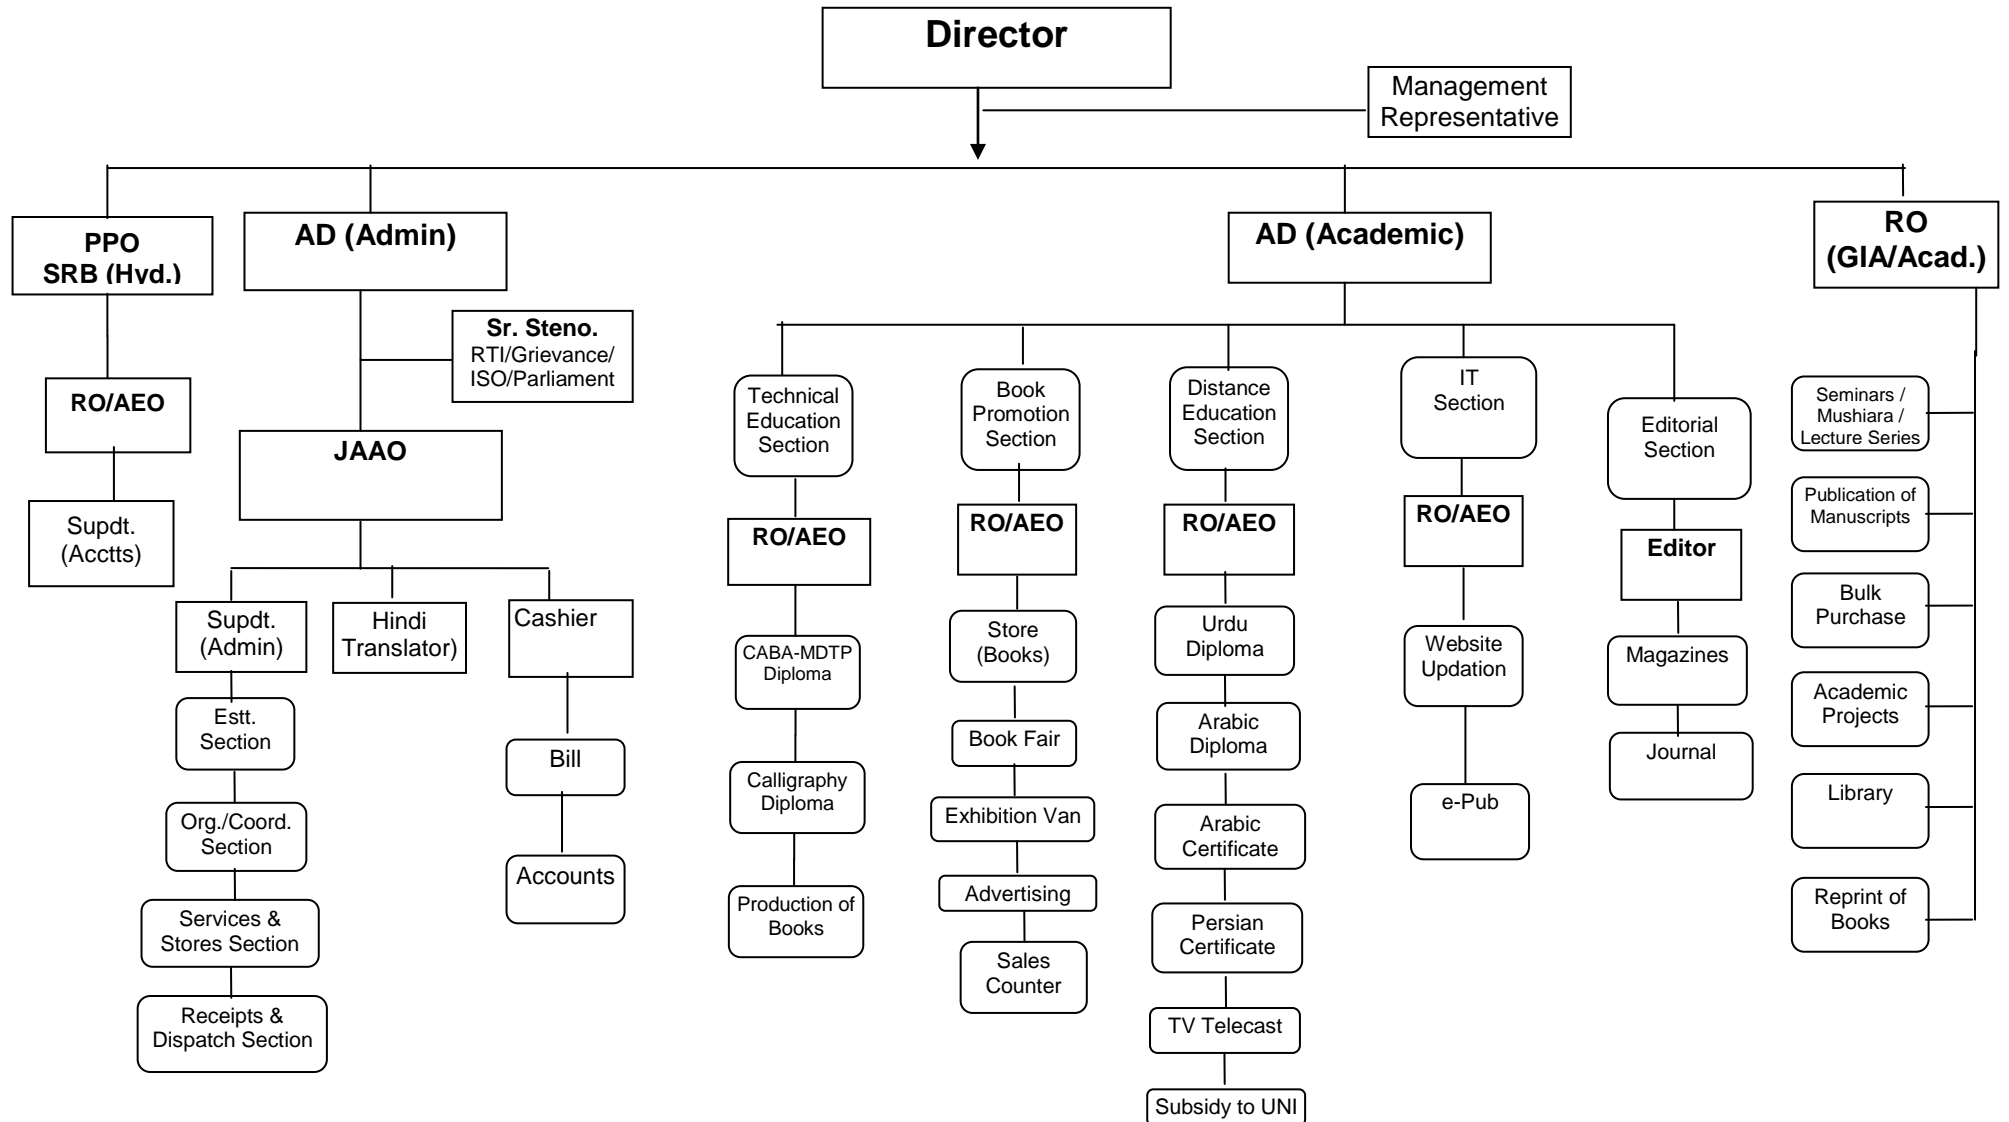 Director
Management
Representative
PPO
SRB (Hyd.)
AD (Admin)
AD (Academic)
RO
(GIA/Acad.)
Sr. Steno.
RTI/Grievance/
ISO/Parliament
RO/AEO
Supdt.
(Acctts)
JAAO
Supdt.
(Admin)
Hindi
Translator)
Cashier
Estt.
Section
Org./Coord.
Section
Services &
Stores Section
Receipts &
Dispatch Section
Bill
Accounts
Technical
Education
Section
RO/AEO
CABA-MDTP
Diploma
Calligraphy
Diploma
Production of
Books
Book
Promotion
Section
RO/AEO
Store
(Books)
Book Fair
Exhibition Van
Advertising
Sales
Counter
Distance
Education
Section
RO/AEO
Urdu
Diploma
Arabic
Diploma
Arabic
Certificate
Persian
Certificate
TV Telecast
Subsidy to UNI
IT
Section
RO/AEO
Website
Updation
e-Pub
Editorial
Section
Editor
Magazines
Journal
Seminars /
Mushiara /
Lecture Series
Publication of
Manuscripts
Bulk
Purchase
Academic
Projects
Library
Reprint of
Books